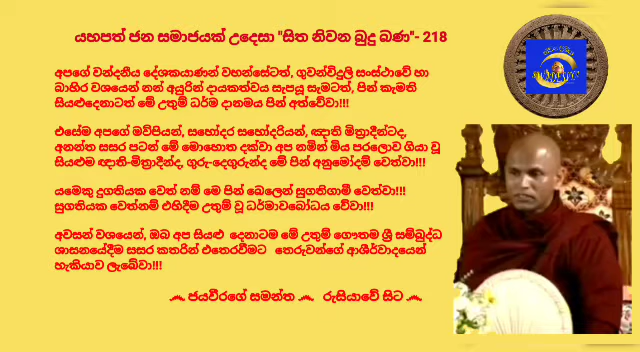 යහපත් ජන සමාජයක් උදෙසා "සිත නිවන බුදු බණ"- 218
අපගේ වන්දනීය දේශකයාණන් වහන්සේටත්, ගුවන්විදුලි සංස්ථාවේ හා
බාහිර වශයෙන් නන් අයුරින් දායකත්වය සැපයූ සැමටත්, පින් කැමති
සියළුදෙනාටත් මේ උතුම් ධර්ම දානමය පින් අත්වේවා!!!
එසේම අපගේ මව්පියන්, සහෝදර සහෝදරියන්, ඤාති මිත්‍රාදීන්ටද,
අනන්ත සසර පටන් මේ මොහොත දක්වා අප නමින් මිය පරලොව ගියා වූ
සියළුම ඥාති-මිත්‍රාදීන්ද, ගුරු-දෙගුරුන්ද මේ පින් අනුමෝදම් වෙත්වා!!!
යමෙකු දුගතියක වෙත් නම් මෙ පින් බෙලෙන් සුගතිගාමී වෙත්වා!!!
සුගතියක වෙත්නම් එහිදීම උතුම් වූ ධර්මාවබෝධය වේවා!!!
අවසන් වශයෙන්, ඔබ අප සියළු දෙනාටම මේ උතුම් ගෞතම ශ්‍රී සම්බුද්ධ
ශාසනයේදීම සසර කතරින් එතෙරවීමට තෙරුවන්ගේ ආශීර්වාදයෙන්
හැකියාව ලැබේවා!!!
ජයවීරගේ සමන්ත රුසියාවේ සිට